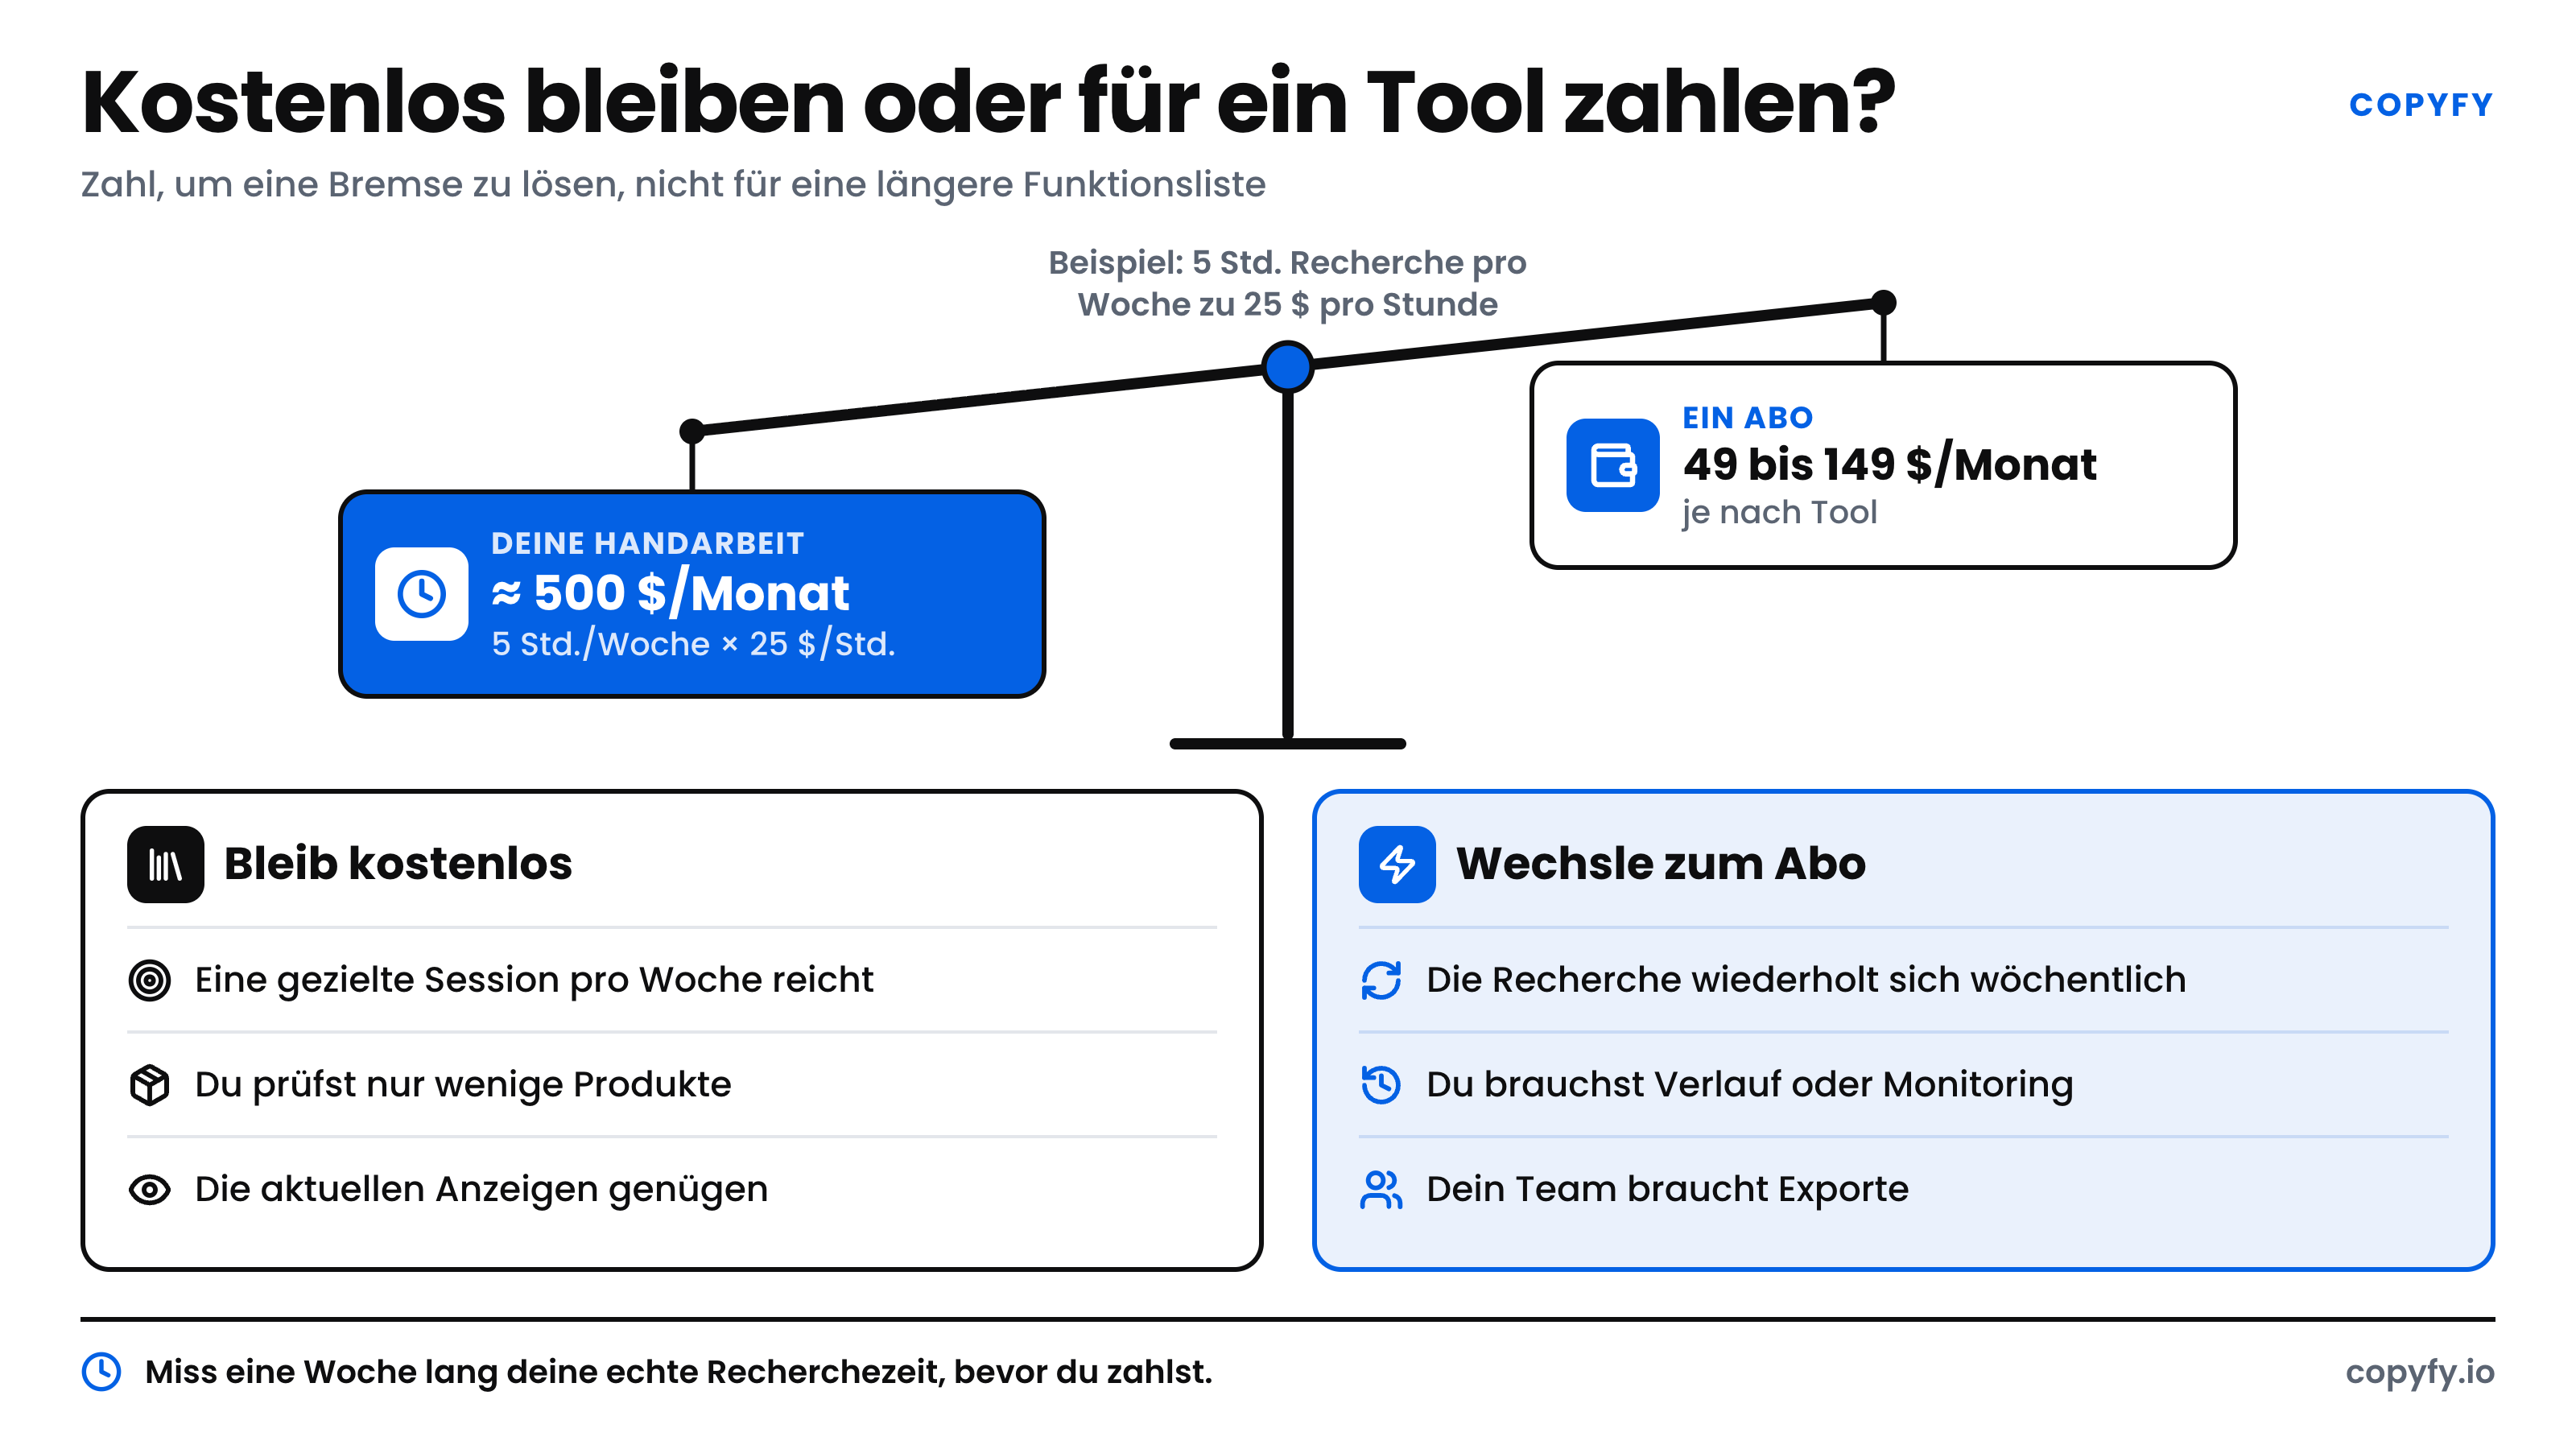 Kostenlos bleiben oder für ein Tool zahlen?
COPYFY
Zahl, um eine Bremse zu lösen, nicht für eine längere Funktionsliste
Beispiel: 5 Std. Recherche pro
Woche zu 25 $ pro Stunde
DEINE HANDARBEIT
≈ 500 $/Monat
5 Std./Woche × 25 $/Std.
EIN ABO
49 bis 149 $/Monat
je nach Tool
Bleib kostenlos
Eine gezielte Session pro Woche reicht
Du prüfst nur wenige Produkte
Die aktuellen Anzeigen genügen
Wechsle zum Abo
Die Recherche wiederholt sich wöchentlich
Du brauchst Verlauf oder Monitoring
Dein Team braucht Exporte
Miss eine Woche lang deine echte Recherchezeit, bevor du zahlst.
copyfy.io